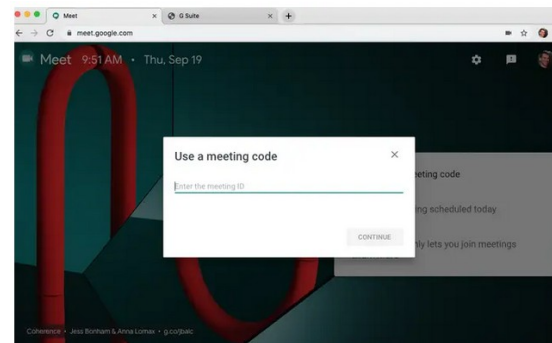 Meet
G Suite
meet.google.com
Meet 9:51 AM • Thu, Sep 19
Use a meeting code
Enter the meeting ID
CONTINUE
eeting code
ing scheduled today
nly lets you join meetings
Coherence • Jess Bonham & Anna Lomax • g.co/jbalc